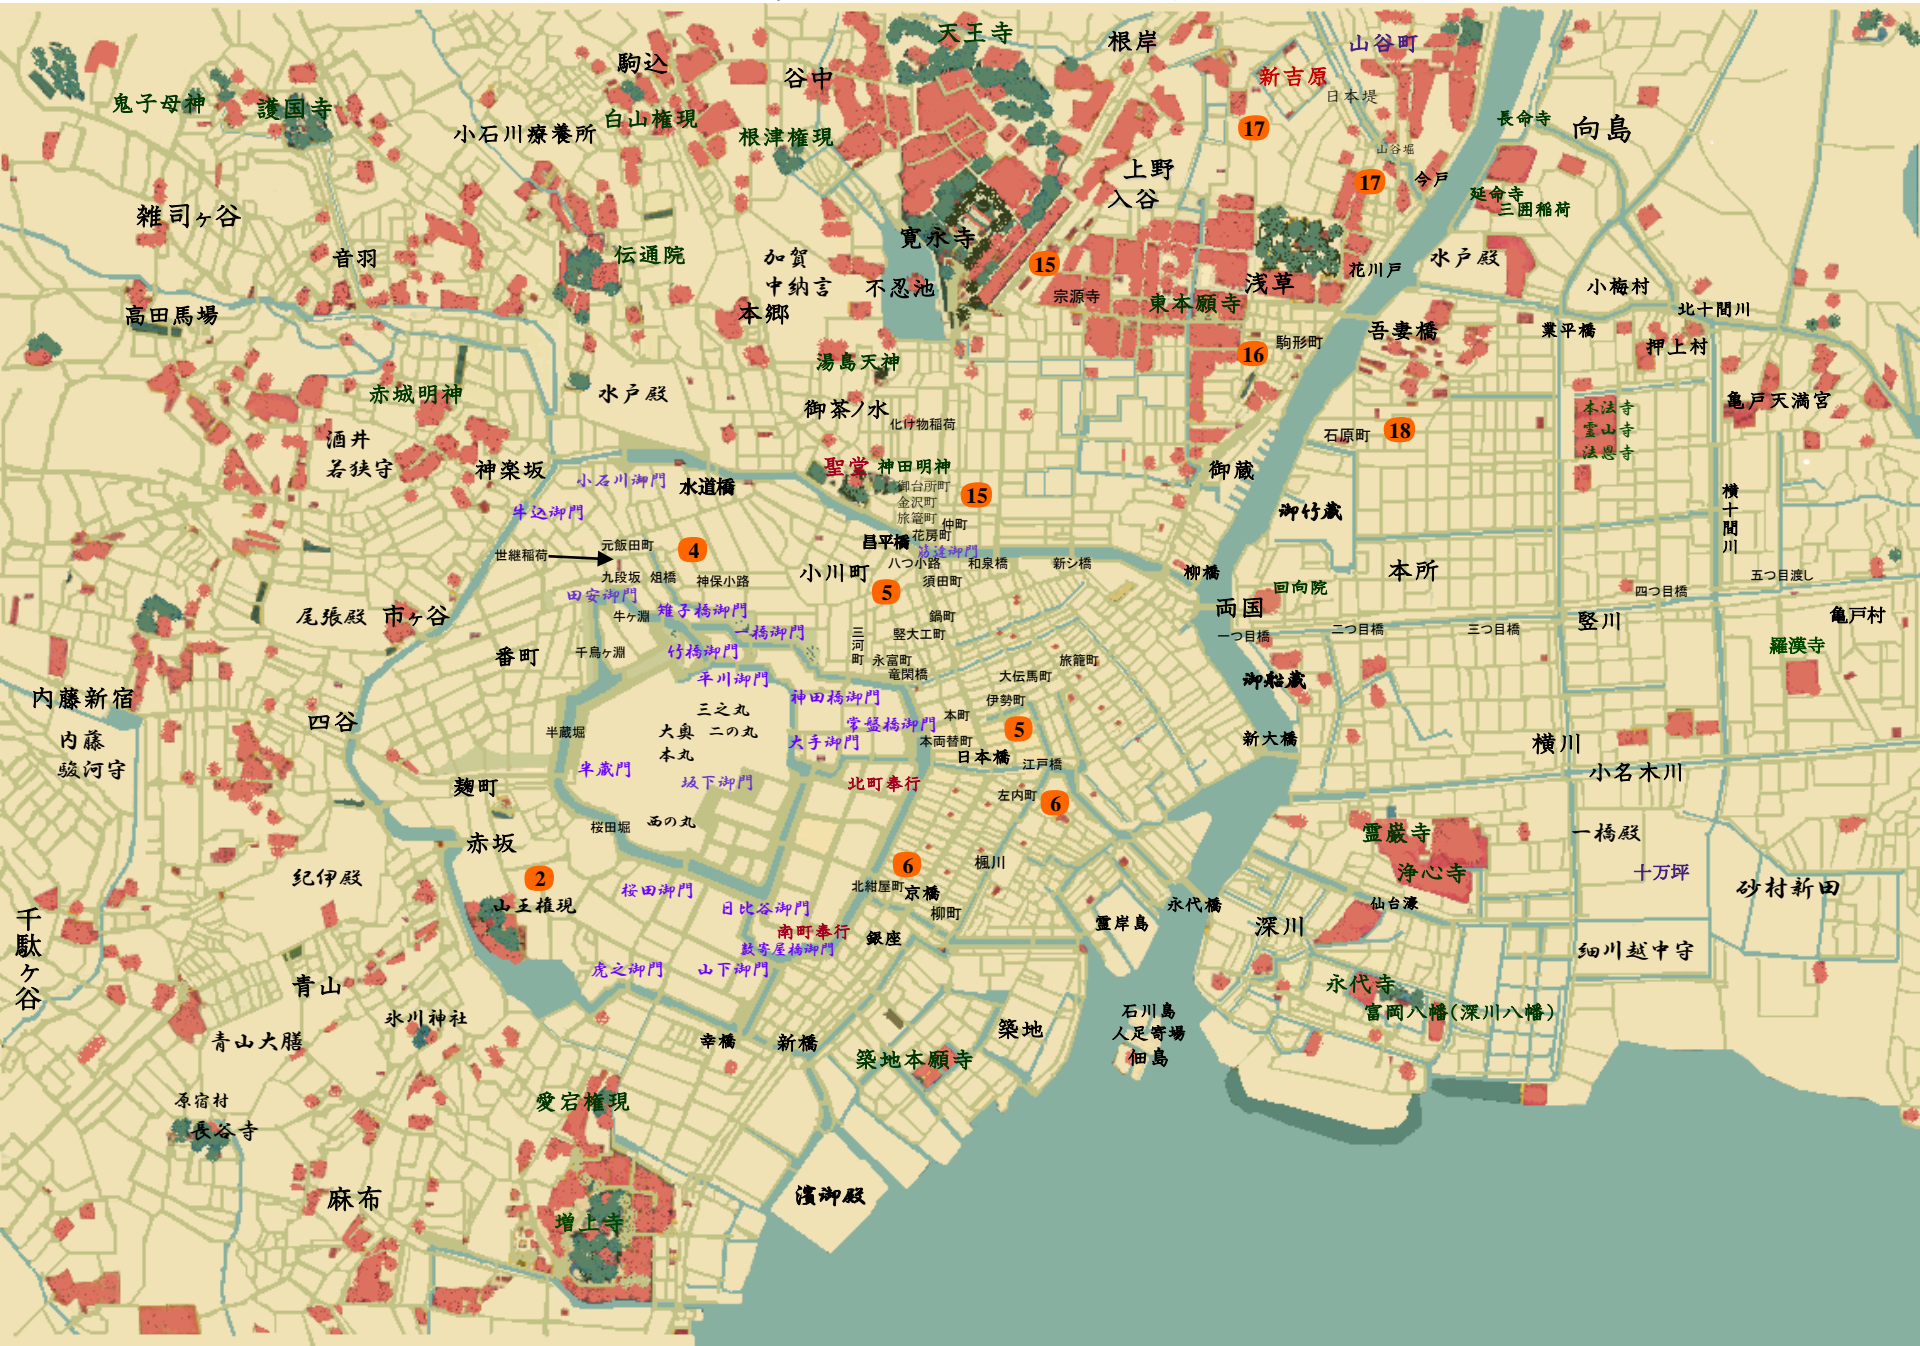 天王寺
根岸
山谷町
駒込
谷中
新吉原
日本堤
鬼子母神
護国寺
小石川療養所
白山権現
根津権現
17
長命寺
向島
山谷堀
上野
入谷
17
今戸
延命寺
三囲稲荷
雑司ヶ谷
音羽
伝通院
加賀
中納言
本郷
寛永寺
不忍池
15
宗源寺
東本願寺
浅草
花川戸
水戸殿
小梅村
北十間川
高田馬場
吾妻橋
業平橋
押上村
駒形町
16
湯島天神
赤城明神
水戸殿
御茶ノ水
化け物稲荷
亀戸天満宮
本法寺
霊山寺
法恩寺
石原町
18
酒井
若狭守
神楽坂
小石川御門
水道橋
聖堂
神田明神
御台所町
金沢町
旅篭町
仲町
15
御蔵
御竹蔵
横十間川
牛込御門
昌平橋
花房町
筋違御門
世継稲荷
元飯田町
4
九段坂
俎橋
神保小路
小川町
八つ小路
和泉橋
新シ橋
須田町
5
柳橋
回向院
本所
五つ目渡し
四つ目橋
田安御門
牛ヶ淵
雉子橋御門
一橋御門
鍋町
三河町
竪大工町
両国
一つ目橋
二つ目橋
三つ目橋
竪川
亀戸村
羅漢寺
尾張殿
市ヶ谷
番町
千鳥ヶ淵
竹橋御門
永富町
竜閑橋
旅籠町
大伝馬町
平川御門
神田橋御門
伊勢町
御船蔵
内藤新宿
内藤
駿河守
四谷
三之丸
大奥
二の丸
本丸
常盤橋御門
大手御門
本町
本両替町
5
日本橋
江戸橋
新大橋
横川
小名木川
半蔵堀
半蔵門
坂下御門
北町奉行
左内町
6
麹町
桜田堀
西の丸
赤坂
霊巌寺
一橋殿
浄心寺
十万坪
砂村新田
紀伊殿
2
山王権現
桜田御門
6
楓川
北紺屋町
京橋
日比谷御門
柳町
永代橋
霊岸島
仙台濠
深川
細川越中守
千駄ヶ谷
南町奉行
銀座
数寄屋橋御門
虎之御門
山下御門
青山
永代寺
富岡八幡(深川八幡)
氷川神社
青山大膳
幸橋
新橋
築地
石川島
人足寄場
佃島
築地本願寺
原宿村
長谷寺
愛宕権現
麻布
濱御殿
増上寺